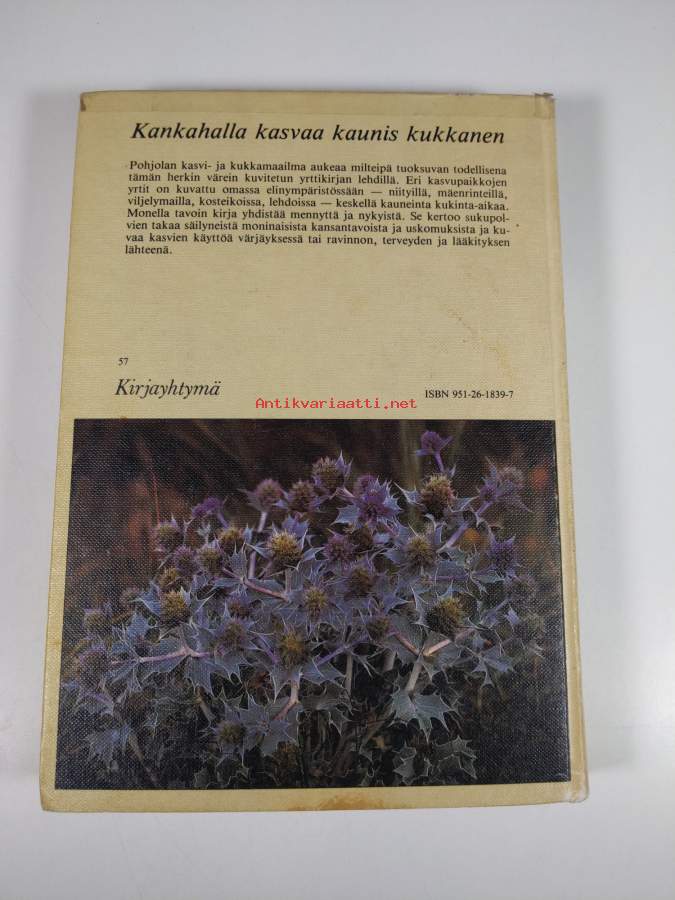 Kankahalla kasvaa kaunis kukkanen
Pohjolan kasvi- ja kukkamaailma aukeaa milteipä tuoksuvan todellisena
tämän herkin värein kuvitetun yrttikirjan lehdillä. Eri kasvupaikkojen
yrtit on kuvattu omassa elinympäristössään — niityillä, mäenrinteillä,
viljelymailla, kosteikoissa, lehdoissa — keskellä kauneinta kukinta-aikaa.
Monella tavoin kirja yhdistää mennyttä ja nykyistä. Se kertoo sukupol-
vien takaa säilyneistä moninaisista kansantavoista ja uskomuksista ja ku-
vaa kasvien käyttöä värjäyksessä tai ravinnon, terveyden ja lääkityksen
lähteenä.
57
Kirjayhtymä
ISBN 951-26-1839-7
Antikvariaatti.net